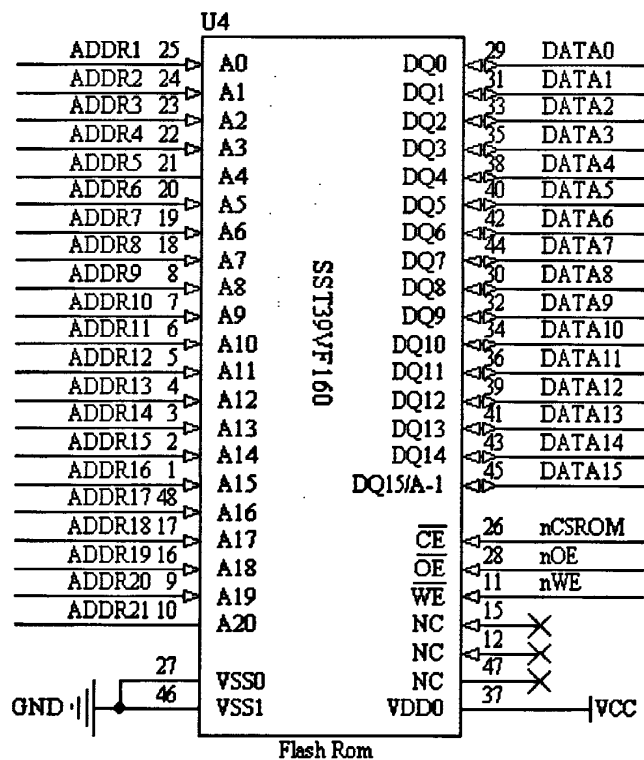 U4
ADDR1 25 A0 DQ0 29 DATA0
ADDR2 24 A1 DQ1 31 DATA1
ADDR3 23 A2 DQ2 33 DATA2
ADDR4 22 A3 DQ3 35 DATA3
ADDR5 21 A4 DQ4 38 DATA4
ADDR6 20 A5 DQ5 40 DATA5
ADDR7 19 A6 DQ6 42 DATA6
ADDR8 18 A7 DQ7 44 DATA7
ADDR9 8 A8 DQ8 30 DATA8
ADDR10 7 A9 DQ9 32 DATA9
ADDR11 6 A10 DQ10 34 DATA10
ADDR12 5 A11 DQ11 36 DATA11
ADDR13 4 A12 DQ12 39 DATA12
ADDR14 3 A13 DQ13 41 DATA13
ADDR15 2 A14 DQ14 43 DATA14
ADDR16 1 A15 DQ15/A-1 45 DATA15
ADDR17 48 A16
ADDR18 17 A17 CE 26 nCSROM
ADDR19 16 A18 OE 28 nOE
ADDR20 9 A19 WE 11 nWE
ADDR21 10 A20 NC 15
NC 12
27 VSS0 NC 47
GND 46 VSS1 VDD0 37 VCC
SST39VF160
Flash Rom